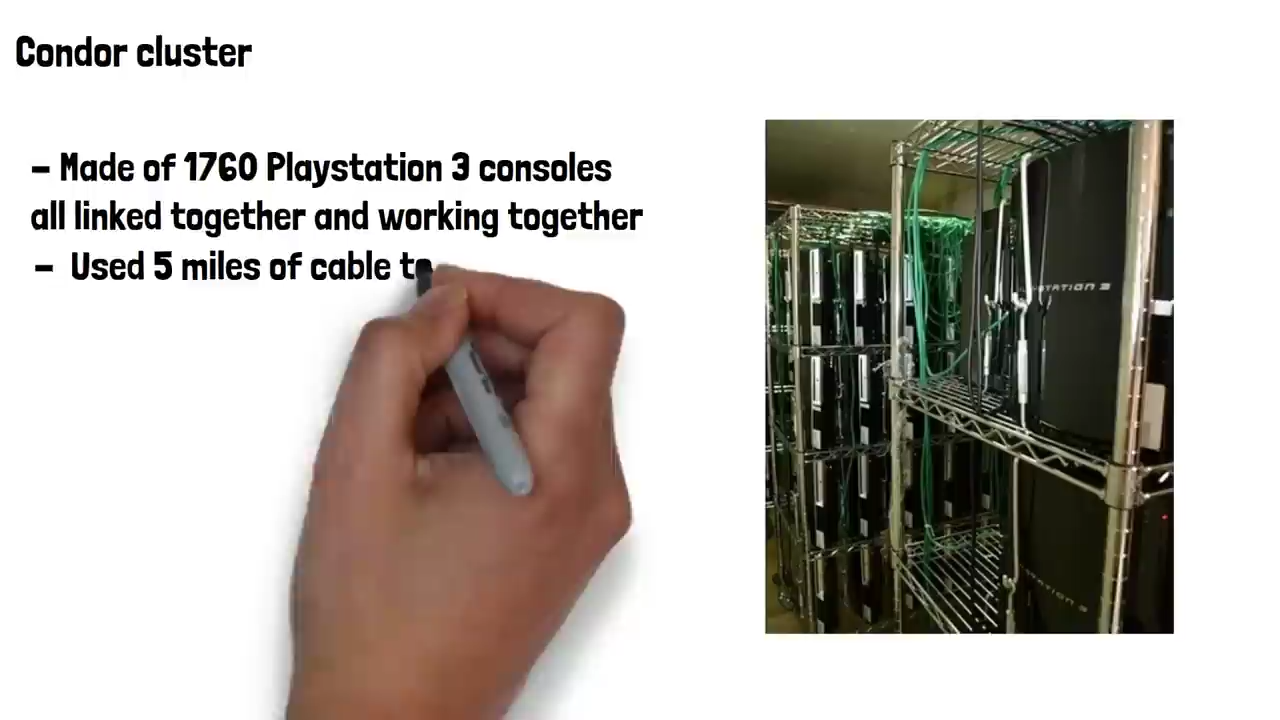 Condor cluster
– Made of 1760 Playstation 3 consoles
all linked together and working together
– Used 5 miles of cable to